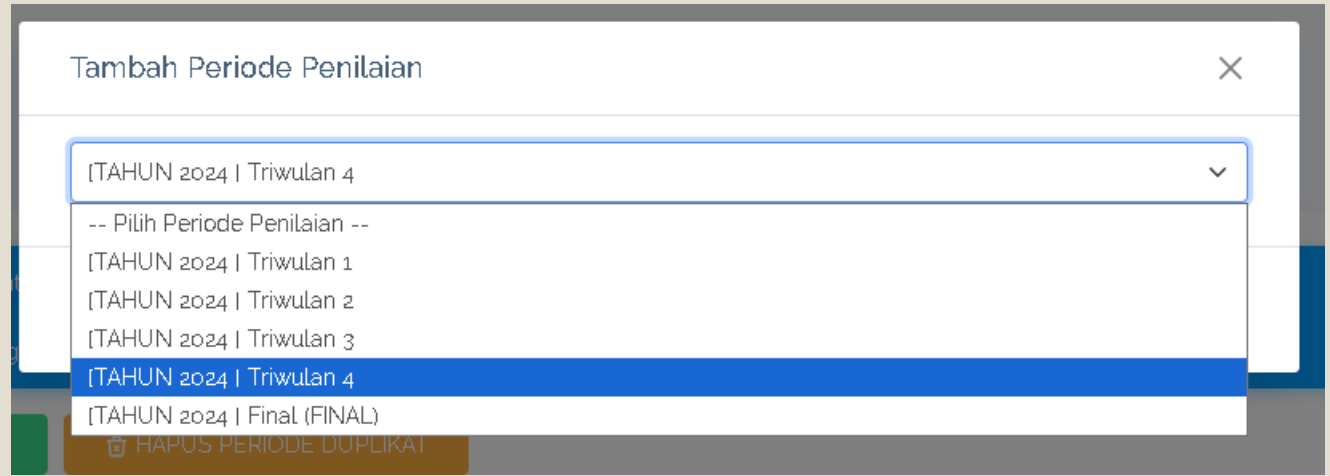 Tambah Periode Penilaian
[TAHUN 2024 | Triwulan 4
-- Pilih Periode Penilaian --
[TAHUN 2024 | Triwulan 1
[TAHUN 2024 | Triwulan 2
[TAHUN 2024 | Triwulan 3
[TAHUN 2024 | Triwulan 4
[TAHUN 2024 | Final (FINAL)
HAPUS PERIODE DUPLIKAT